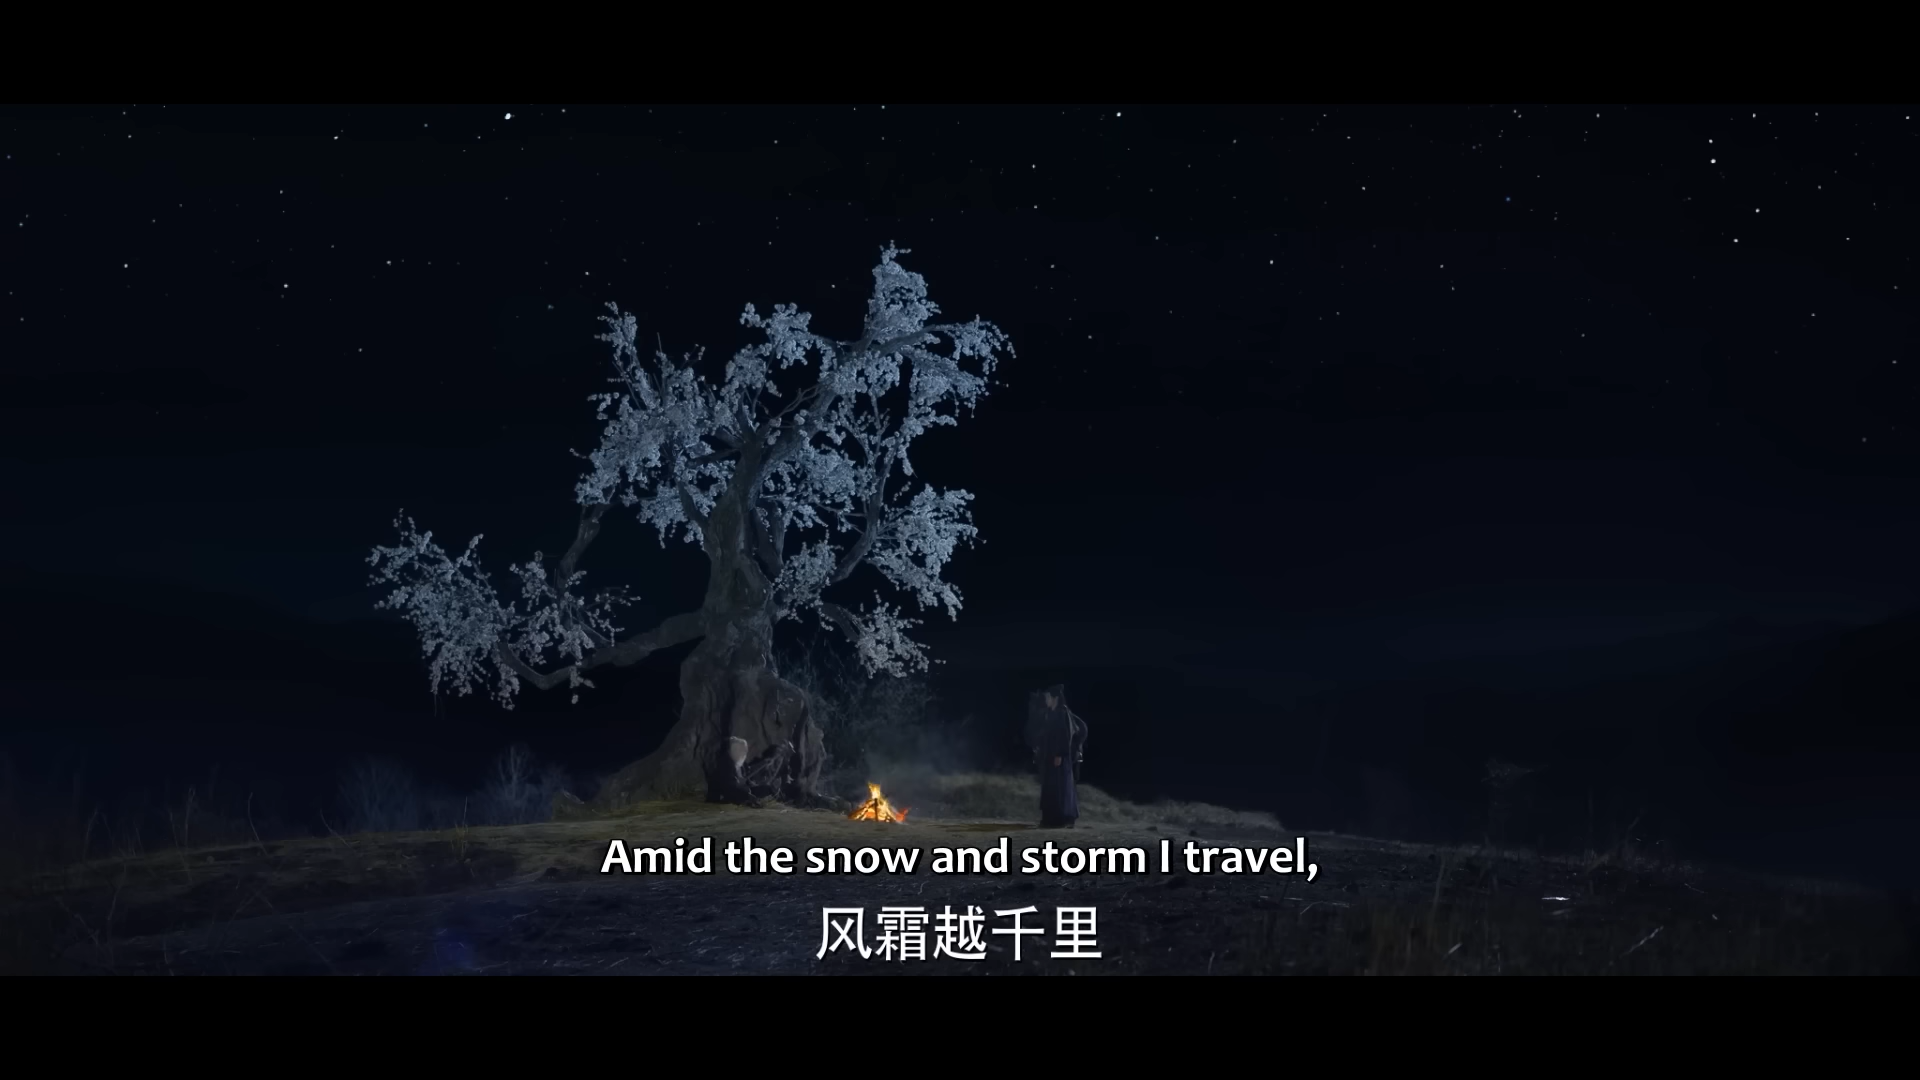 Amid the snow and storm I travel,
风霜越千里